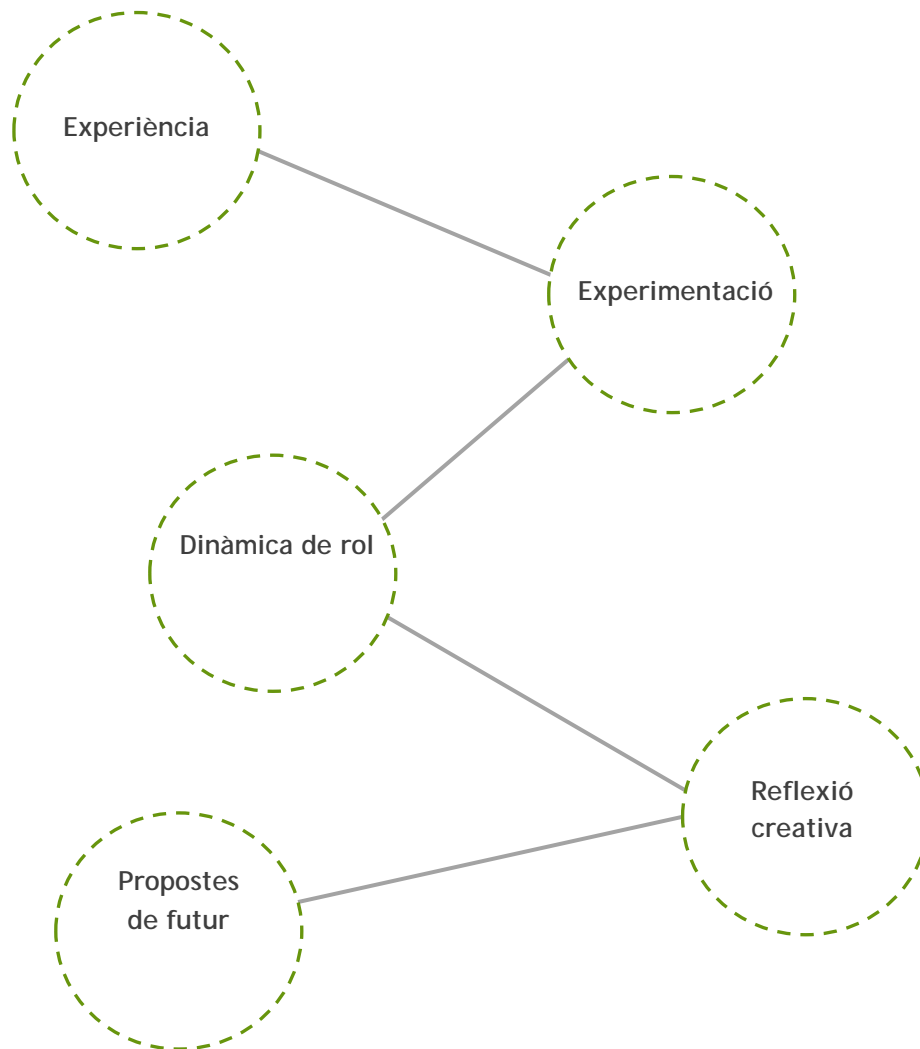 Experiència
Experimentació
Dinàmica de rol
Reflexió
creativa
Propostes
de futur